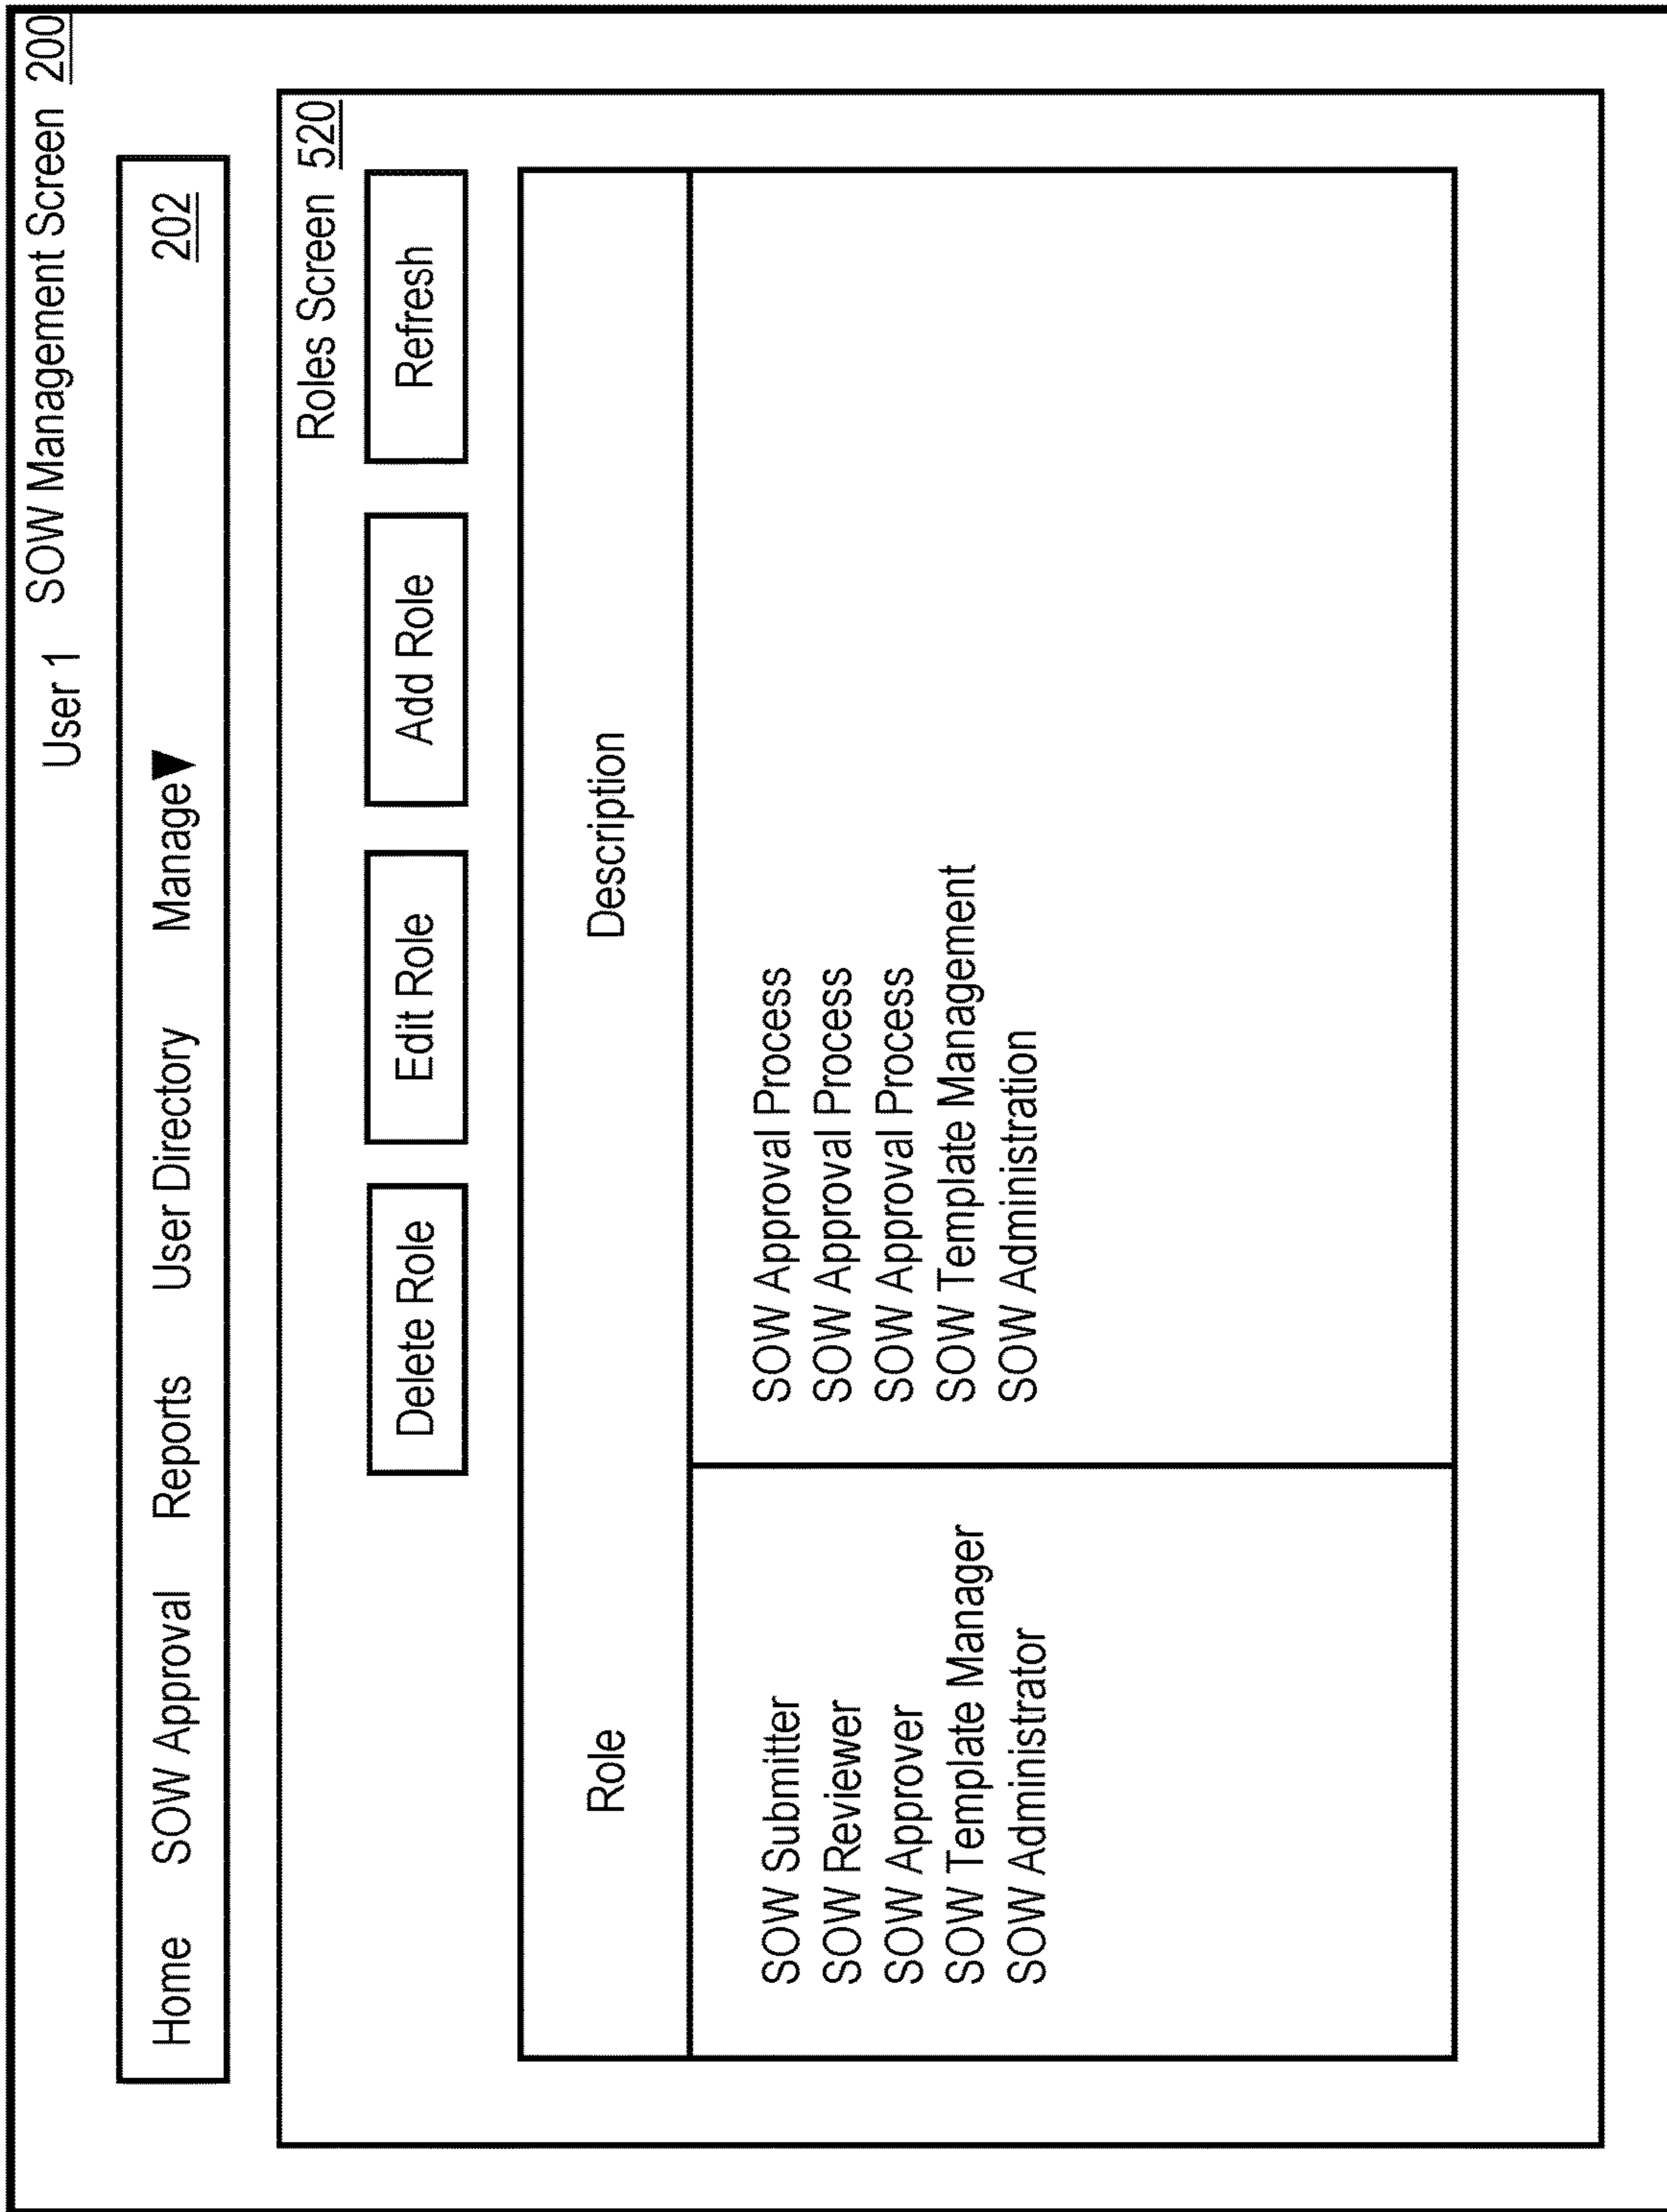 User 1 SOW Management Screen 200
Home SOW Approval Reports User Directory Manage▼ 202
Roles Screen 520
Delete Role Edit Role Add Role Refresh
Role Description
SOW Submitter SOW Approval Process
SOW Reviewer SOW Approval Process
SOW Approver SOW Approval Process
SOW Template Manager SOW Template Management
SOW Administrator SOW Administration